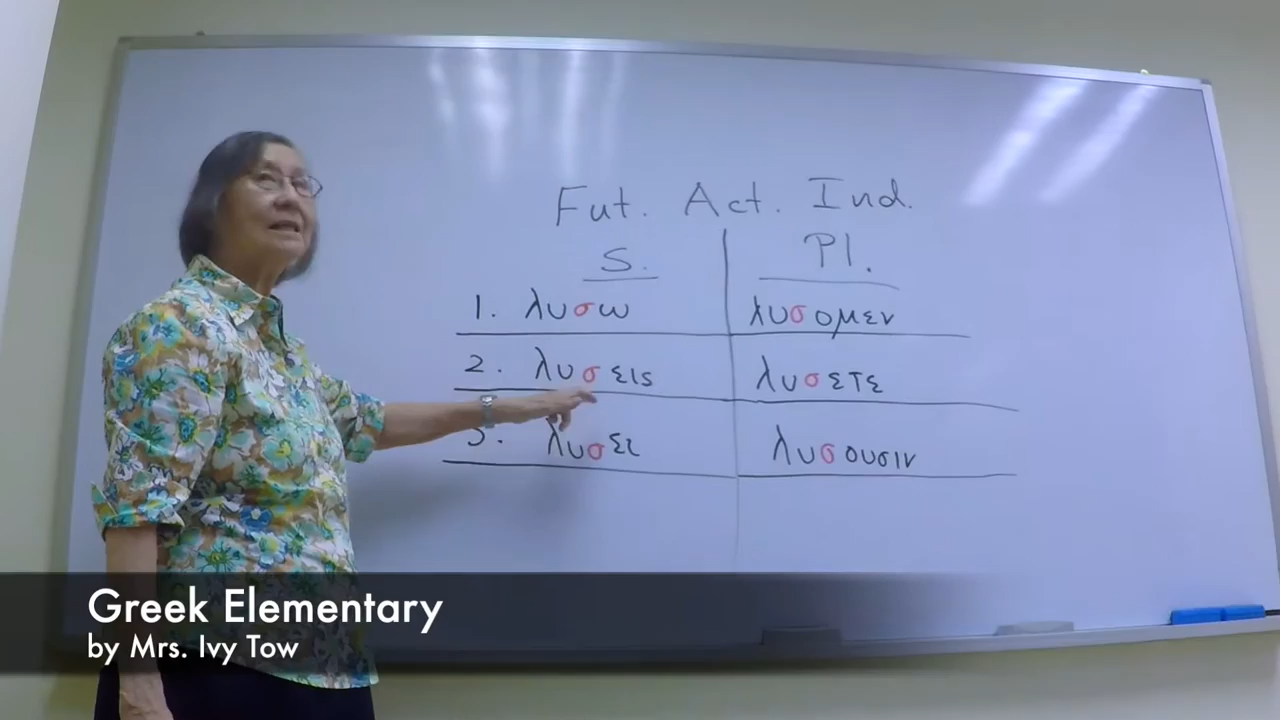 Fut. Act. Ind.
S. Pl.
1. λυσω λυσομεν
2. λυσεις λυσετε
3. λυσει λυσουσιν
Greek Elementary
by Mrs. Ivy Tow